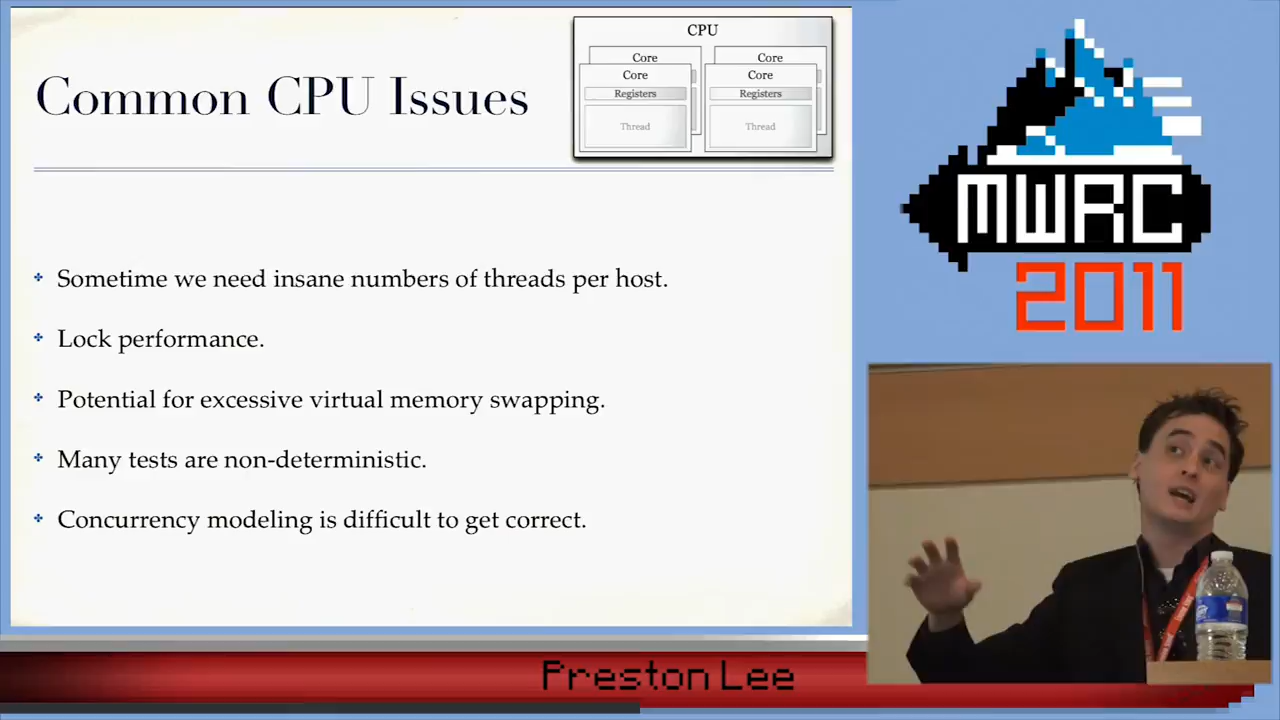 Common CPU Issues
CPU
Core
Core
Core
Core
Registers
Registers
Thread
Thread
Sometime we need insane numbers of threads per host.
Lock performance.
Potential for excessive virtual memory swapping.
Many tests are non-deterministic.
Concurrency modeling is difficult to get correct.
MWRC
2011
Preston Lee